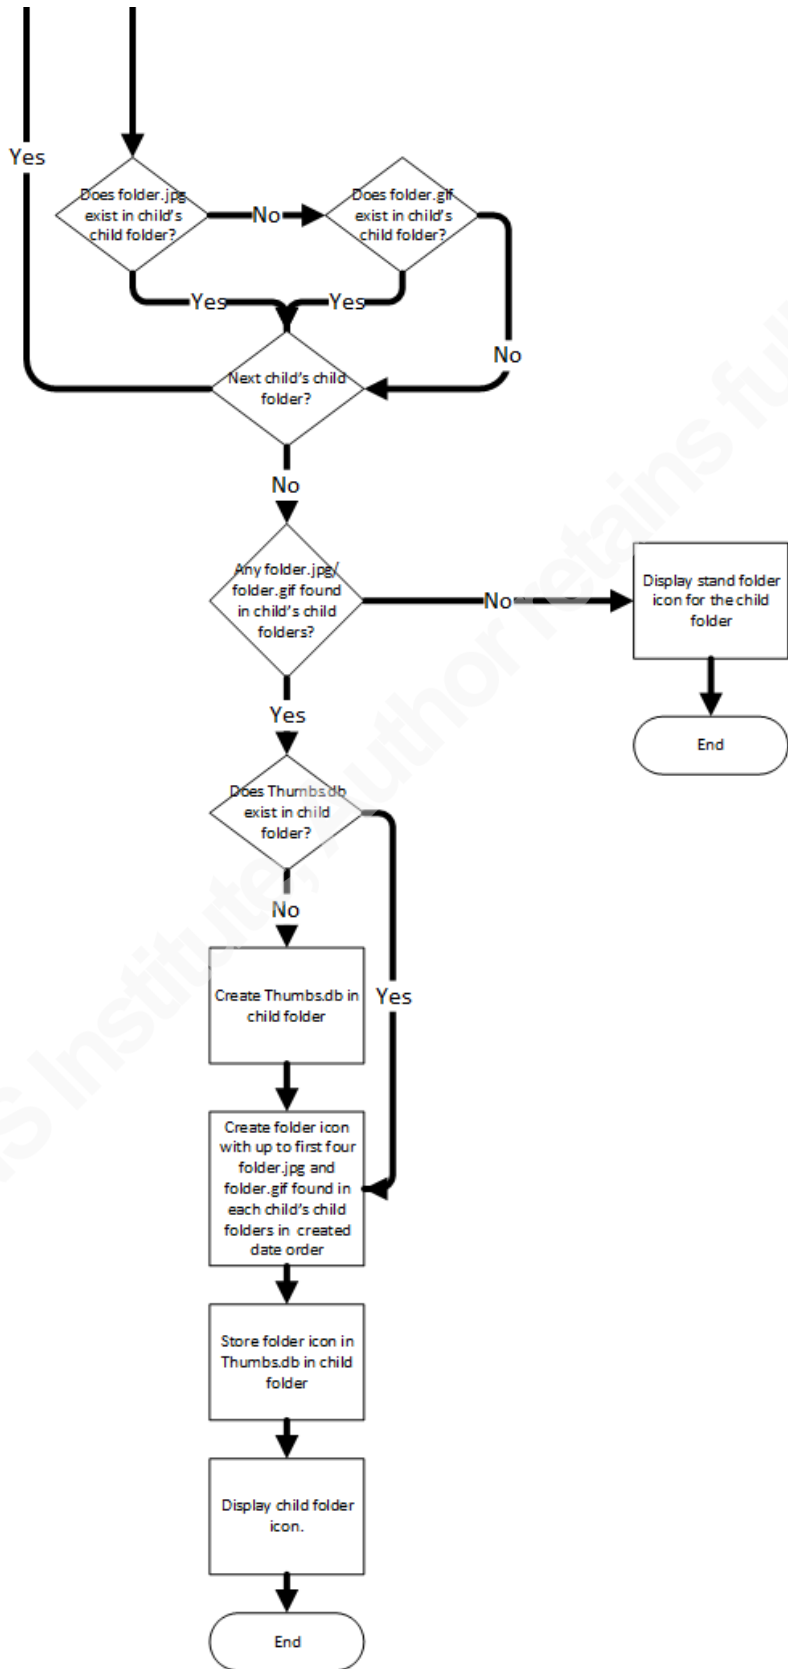 Yes
Does folder.jpg
exist in child's
child folder?
No
Does folder.gif
exist in child's
child folder?
Yes
Yes
No
Next child's child
folder?
No
Any folder.jpg/
folder.gif found
in child's child
folders?
No
Display stand folder
icon for the child
folder
End
Yes
Does Thumbs.db
exist in child
folder?
No
Create Thumbs.db in
child folder
Yes
Create folder icon
with up to first four
folder.jpg and
folder.gif found in
each child's child
folders in created
date order
Store folder icon in
Thumbs.db in child
folder
Display child folder
icon.
End
S Institute, Author retains full